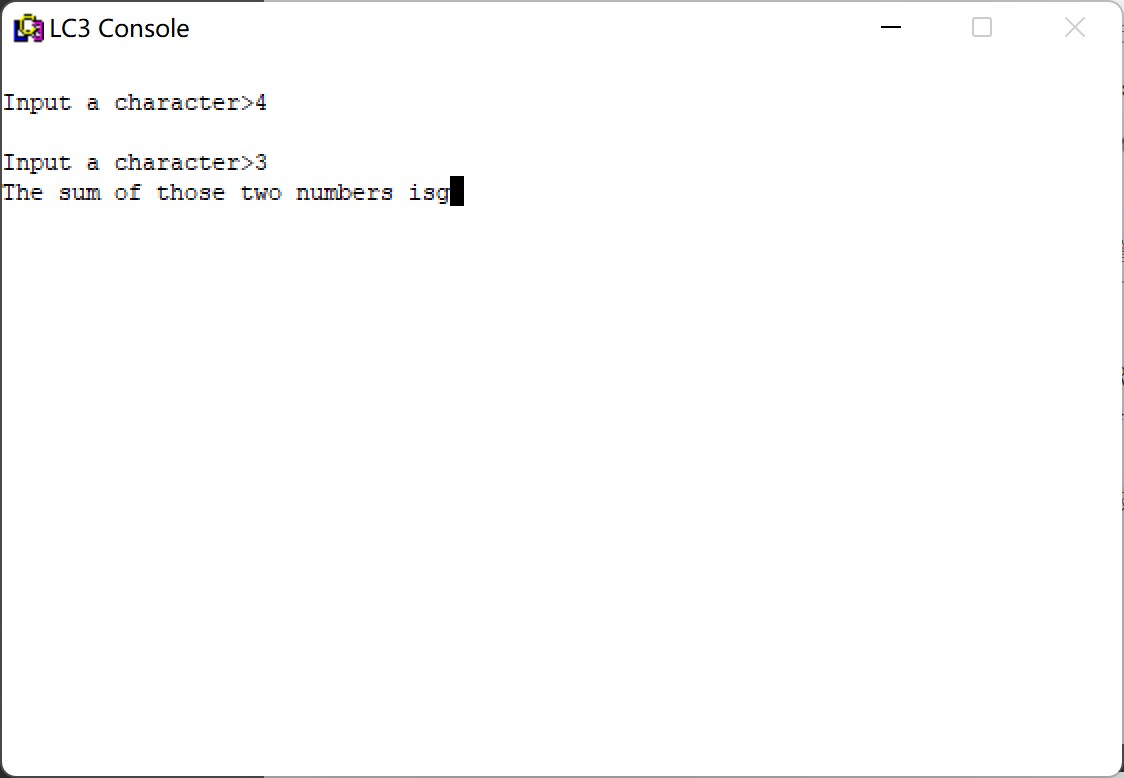 LC3 Console
Input a character>4
Input a character>3
The sum of those two numbers isg